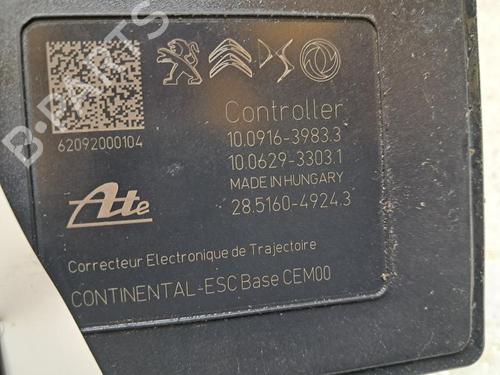 B-PARTS
Controller
10.0916-3983.3
10.0629-3303.1
MADE IN HUNGARY
28.5160-4924.3
62092000104
Ate
Correcteur Electronique de Trajectoire
CONTINENTAL-ESC Base CEM00